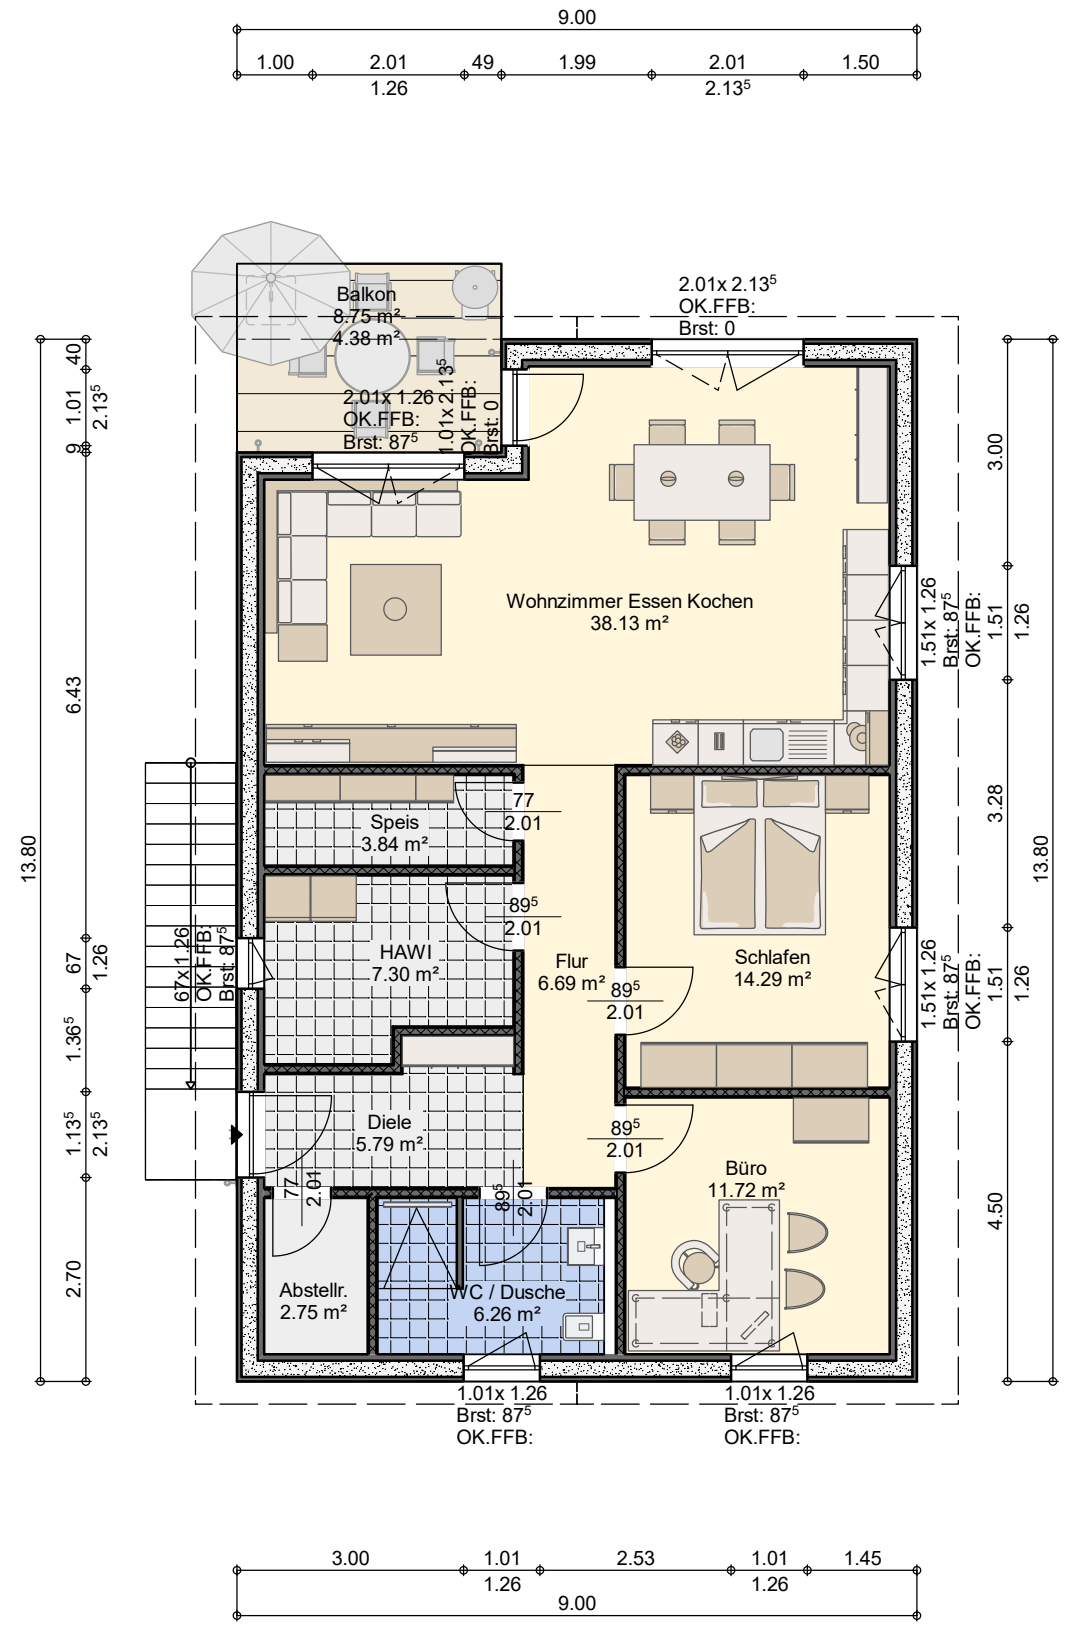 9.00
1.00 2.01 49 1.99 2.01 1.50
1.26 2.13⁵
Balkon
8.75 m²
4.38 m²
2.01x 2.13⁵
OK.FFB:
Brst: 0
2.01x 1.26
OK.FFB:
Brst: 87⁵
1.01x 2.13⁵
OK.FFB:
Brst: 0
13.80
40
1.01
2.13⁵
9
6.43
67
1.26
1.36⁵
1.13⁵
2.13⁵
2.70
Wohnzimmer Essen Kochen
38.13 m²
1.51x 1.26
Brst: 87⁵
OK.FFB:
3.00
1.51
1.26
3.28
1.51
1.26
4.50
13.80
Speis
3.84 m²
77
2.01
HAWI
7.30 m²
89⁵
2.01
67x 1.26
OK.FFB:
Brst: 87⁵
Flur
6.69 m²
89⁵
2.01
Schlafen
14.29 m²
1.51x 1.26
Brst: 87⁵
OK.FFB:
Diele
5.79 m²
77
2.01
89⁵
2.01
89⁵
2.01
Büro
11.72 m²
Abstellr.
2.75 m²
WC / Dusche
6.26 m²
1.01x 1.26
Brst: 87⁵
OK.FFB:
1.01x 1.26
Brst: 87⁵
OK.FFB:
3.00 1.01 2.53 1.01 1.45
1.26 1.26
9.00